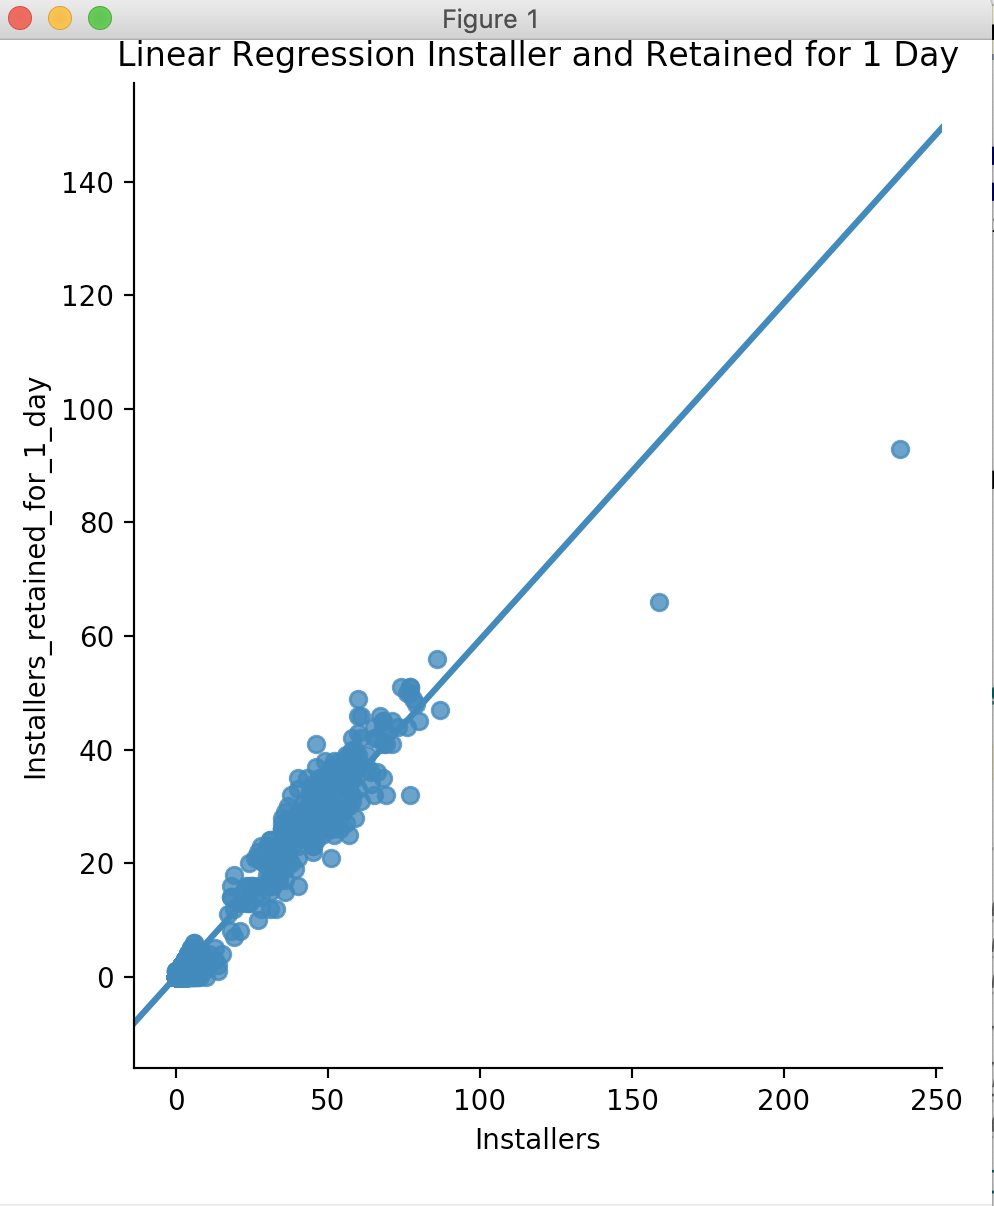 Figure 1
Linear Regression Installer and Retained for 1 Day
140
120
100
80
60
40
20
0
Installers_retained_for_1_day
0 50 100 150 200 250
Installers